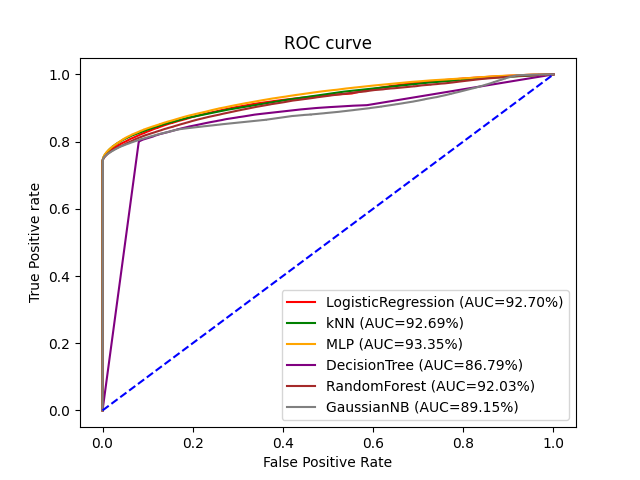 ROC curve
True Positive rate
1.0
0.8
0.6
0.4
0.2
0.0
LogisticRegression (AUC=92.70%)
kNN (AUC=92.69%)
MLP (AUC=93.35%)
DecisionTree (AUC=86.79%)
RandomForest (AUC=92.03%)
GaussianNB (AUC=89.15%)
0.0 0.2 0.4 0.6 0.8 1.0
False Positive Rate